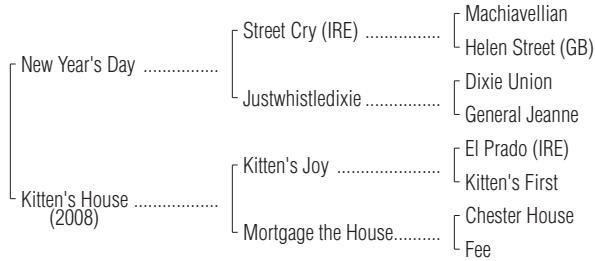 Machiavellian
Street Cry (IRE) ..................
Helen Street (GB)
New Year's Day ................
Dixie Union
Justwhistledixie ..................
General Jeanne
El Prado (IRE)
Kitten's Joy .........................
Kitten's First
Kitten's House ..................
(2008)
Chester House
Mortgage the House...........
Fee